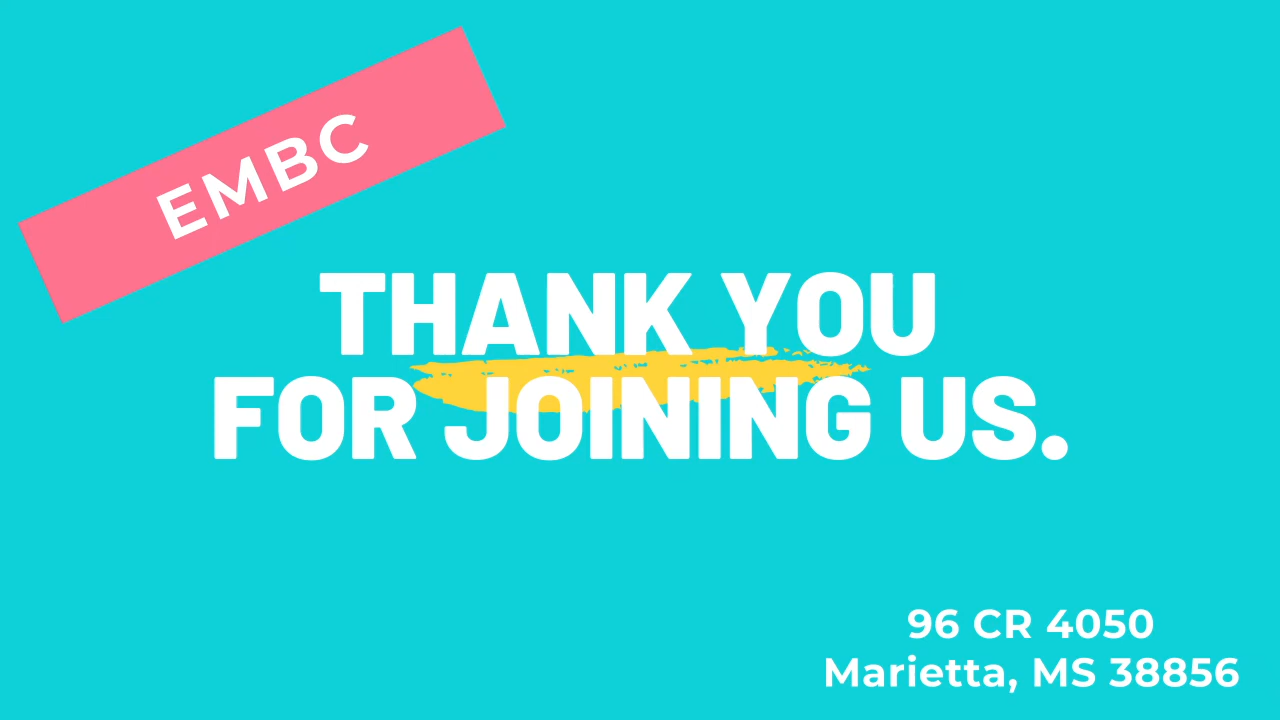 EMBC
THANK YOU
FOR JOINING US.
96 CR 4050
Marietta, MS 38856